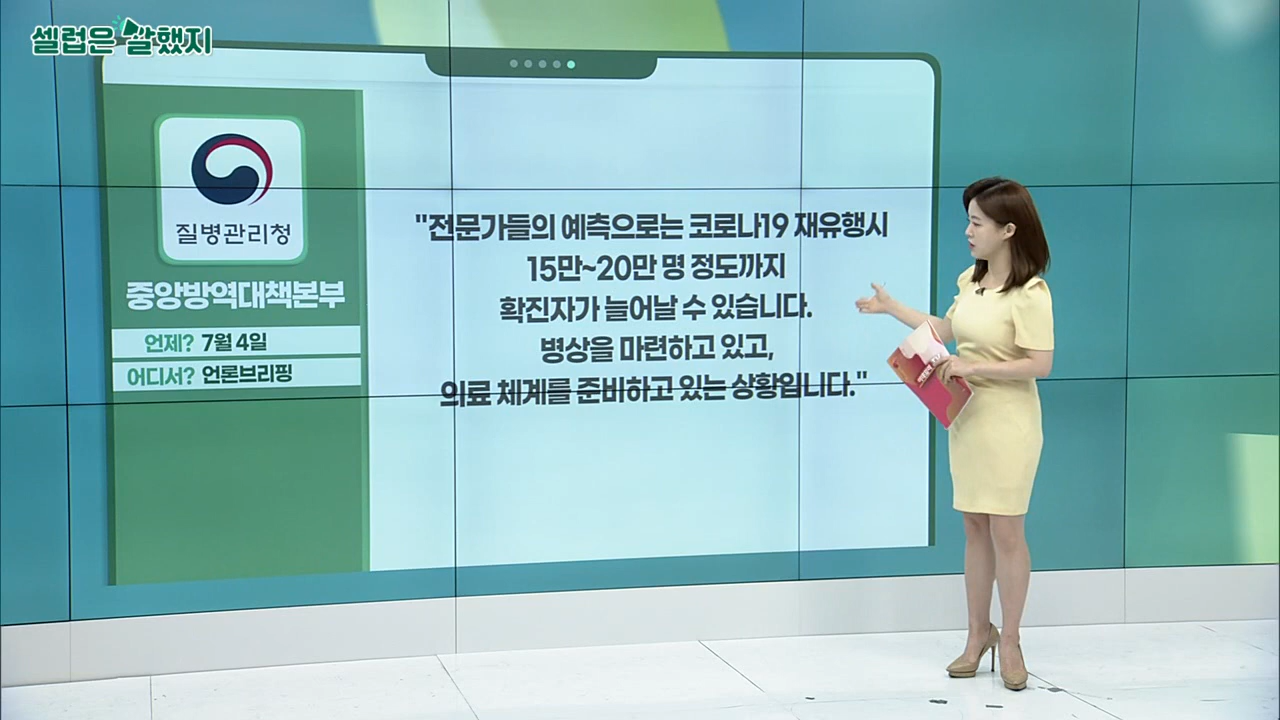 셀럽은 쌀했지
질병관리청
중앙방역대책본부
언제? 7월 4일
어디서? 언론브리핑
"전문가들의 예측으로는 코로나19 재유행시
15만~20만 명 정도까지
확진자가 늘어날 수 있습니다.
병상을 마련하고 있고,
의료 체계를 준비하고 있는 상황입니다."